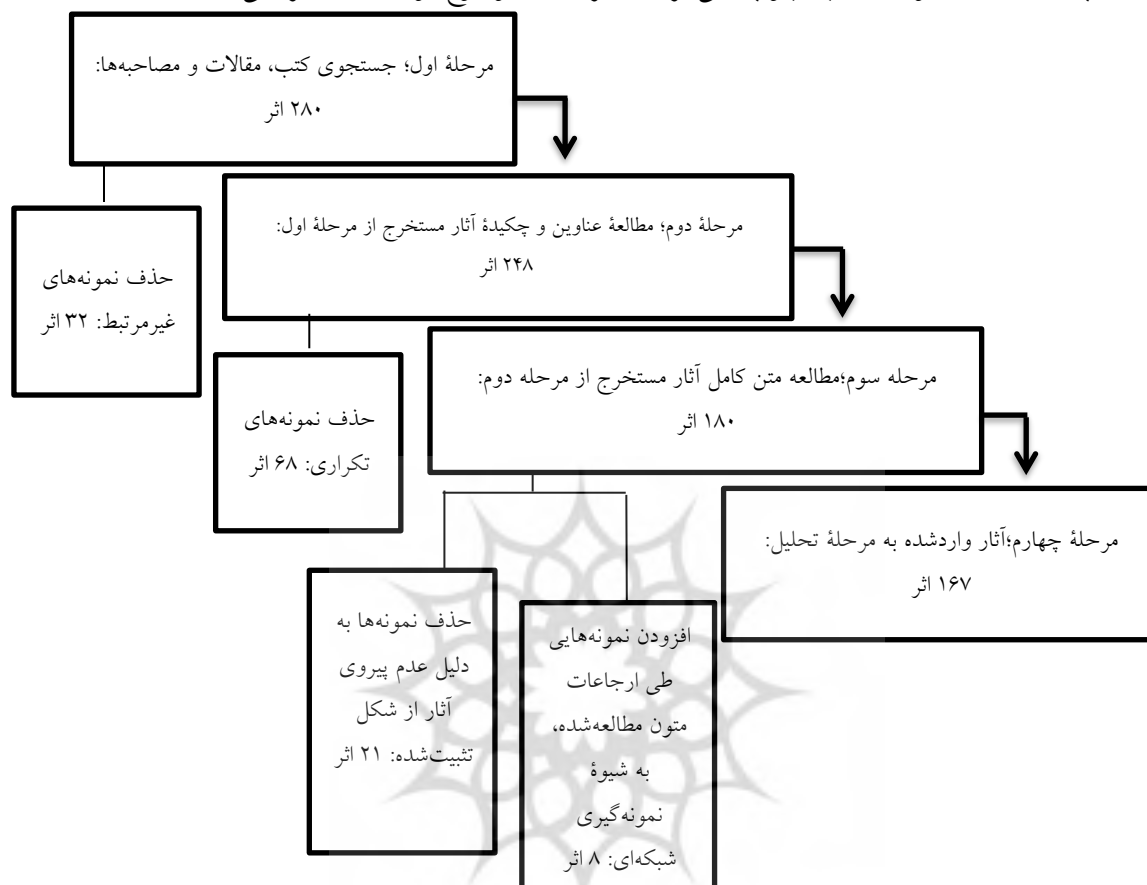 مرحلهٔ اول؛ جستجوی کتب، مقالات و مصاحبه‌ها:
۲۸۰ اثر
حذف نمونه‌های
غیرمرتبط: ۳۲ اثر
مرحلهٔ دوم؛ مطالعهٔ عناوین و چکیدهٔ آثار مستخرج از مرحلهٔ اول:
۲۴۸ اثر
حذف نمونه‌های
تکراری: ۶۸ اثر
مرحله سوم؛مطالعه متن کامل آثار مستخرج از مرحله دوم:
۱۸۰ اثر
حذف نمونه‌ها به
دلیل عدم پیروی
آثار از شکل
تثبیت‌شده: ۲۱ اثر
افزودن نمونه‌هایی
طی ارجاعات
متون مطالعه‌شده،
به شیوهٔ
نمونه‌گیری
شبکه‌ای: ۸ اثر
مرحلهٔ چهارم؛آثار واردشده به مرحلهٔ تحلیل:
۱۶۷ اثر